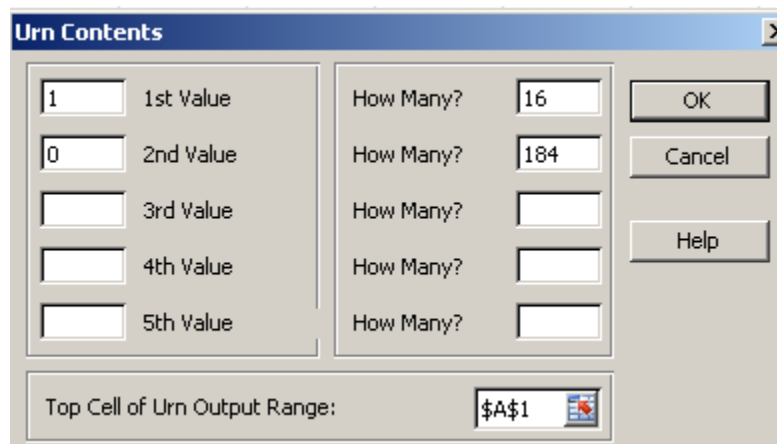 Urn Contents
1 1st Value How Many? 16 OK
0 2nd Value How Many? 184 Cancel
3rd Value How Many?
Help
4th Value How Many?
5th Value How Many?
Top Cell of Urn Output Range: $A$1